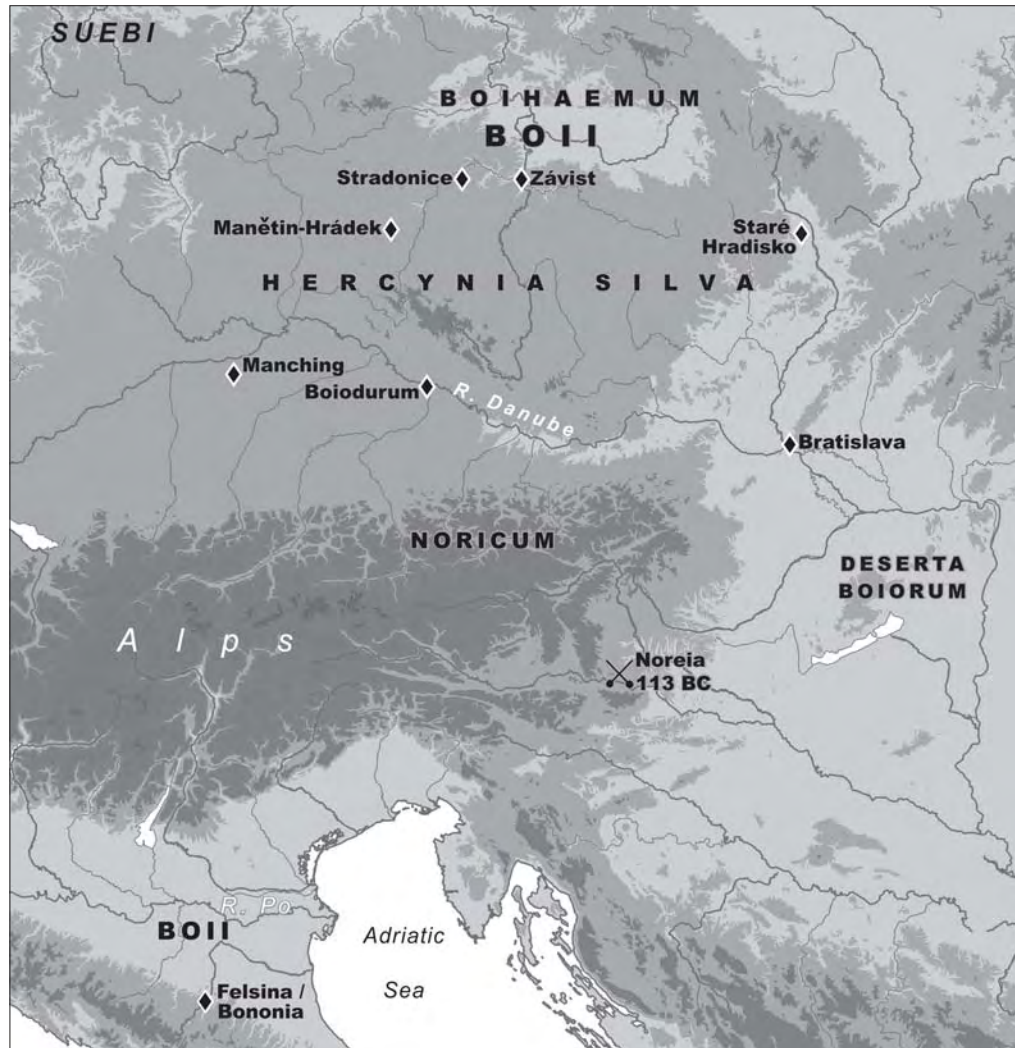 SUEBI
BOIHAEMUM
BOII
Stradonice
Závist
Manětin-Hrádek
Staré
Hradisko
HERCYNIA SILVA
Manching
Boiodurum
R. Danube
Bratislava
NORICUM
DESERTA
BOIORUM
Alps
Noreia
113 BC
R. Po
BOII
Adriatic
Sea
Felsina /
Bononia